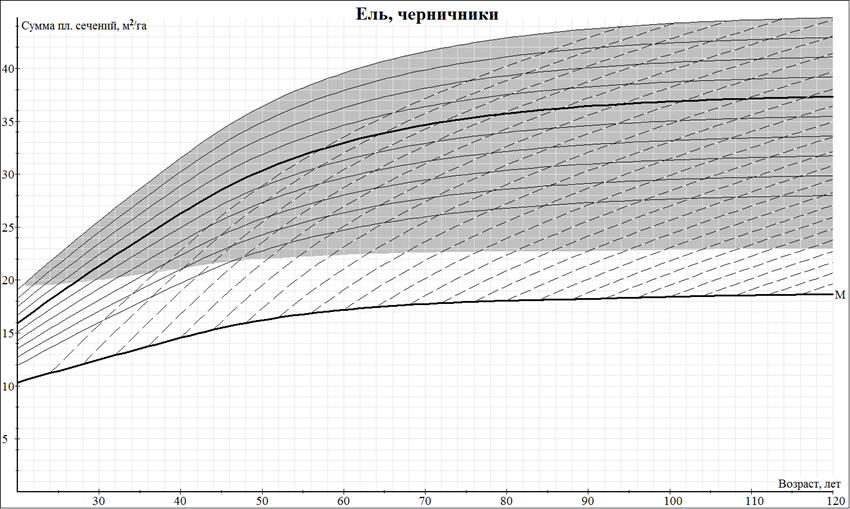 Ель, черничники
Сумма пл. сечений, м²/га
40
35
30
25
20
15
10
5
М
Возраст, лет
30 40 50 60 70 80 90 100 110 120